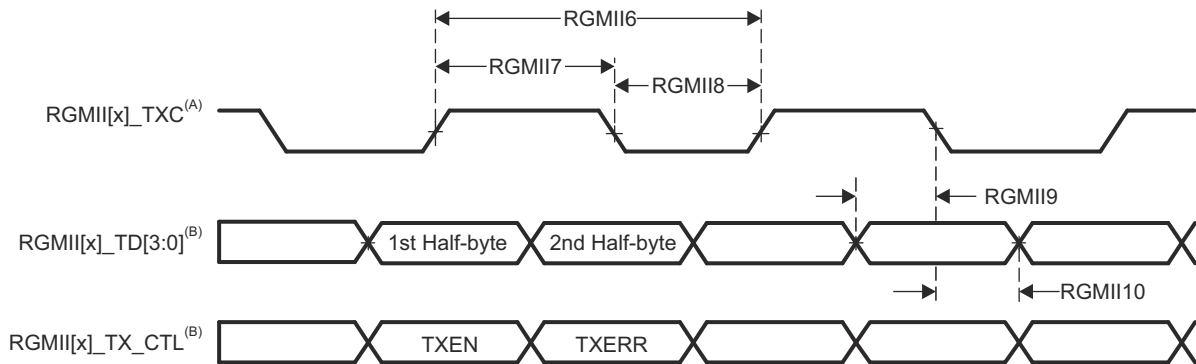 RGMII6
RGMII7
RGMII8
RGMII[x]_TXC(A)
RGMII9
RGMII[x]_TD[3:0](B)
1st Half-byte
2nd Half-byte
RGMII10
RGMII[x]_TX_CTL(B)
TXEN
TXERR